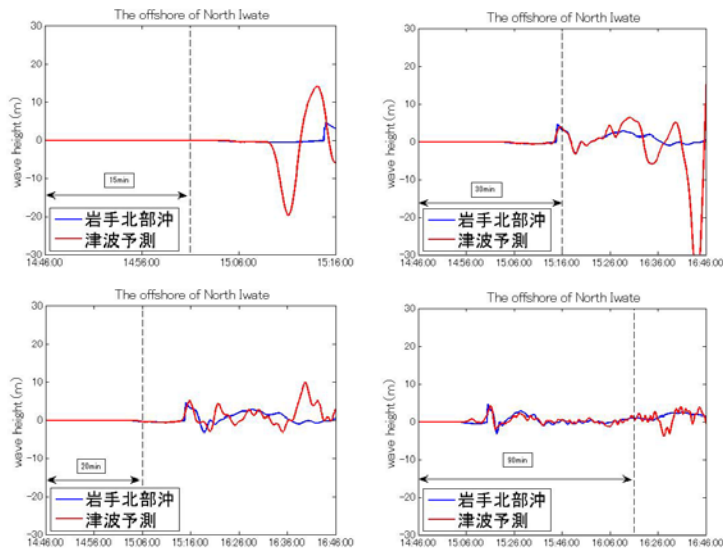 The offshore of North Iwate
wave height (m)
30
20
10
0
-10
-20
-30
15min
岩手北部沖
津波予測
14:46:00 14:56:00 15:06:00 15:16:00
The offshore of North Iwate
wave height (m)
30
20
10
0
-10
-20
-30
30min
岩手北部沖
津波予測
14:46:00 14:56:00 15:06:00 15:16:00 15:26:00 16:36:00 16:46:00
The offshore of North Iwate
wave height (m)
30
20
10
0
-10
-20
-30
20min
岩手北部沖
津波予測
14:46:00 14:56:00 15:06:00 15:16:00 16:26:00 16:36:00 16:46:00
The offshore of North Iwate
wave height (m)
30
20
10
0
-10
-20
-30
90min
岩手北部沖
津波予測
14:46:00 14:56:00 15:06:00 15:16:00 15:26:00 16:36:00 16:46:00